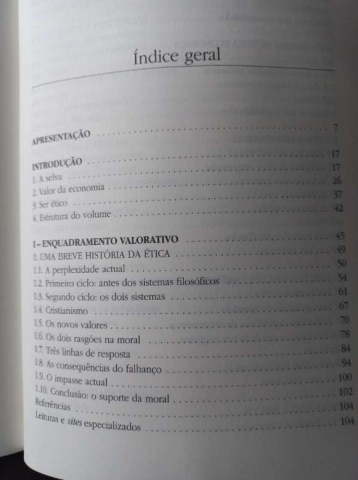 Índice geral
APRESENTAÇÃO 7
INTRODUÇÃO 17
1. A selva 17
2. Valor da economia 26
3. Ser ético 37
4. Estrutura do volume 42
I – ENQUADRAMENTO VALORATIVO 45
1. UMA BREVE HISTÓRIA DA ÉTICA 49
1.1. A perplexidade actual 50
1.2. Primeiro ciclo: antes dos sistemas filosóficos 54
1.3. Segundo ciclo: os dois sistemas 61
1.4. Cristianismo 67
1.5. Os novos valores 70
1.6. Os dois rasgões na moral 78
1.7. Três linhas de resposta 84
1.8. As consequências do falhanço 94
1.9. O impasse actual 100
1.10. Conclusão: o suporte da moral 102
Referências 104
Leituras e sites especializados 104